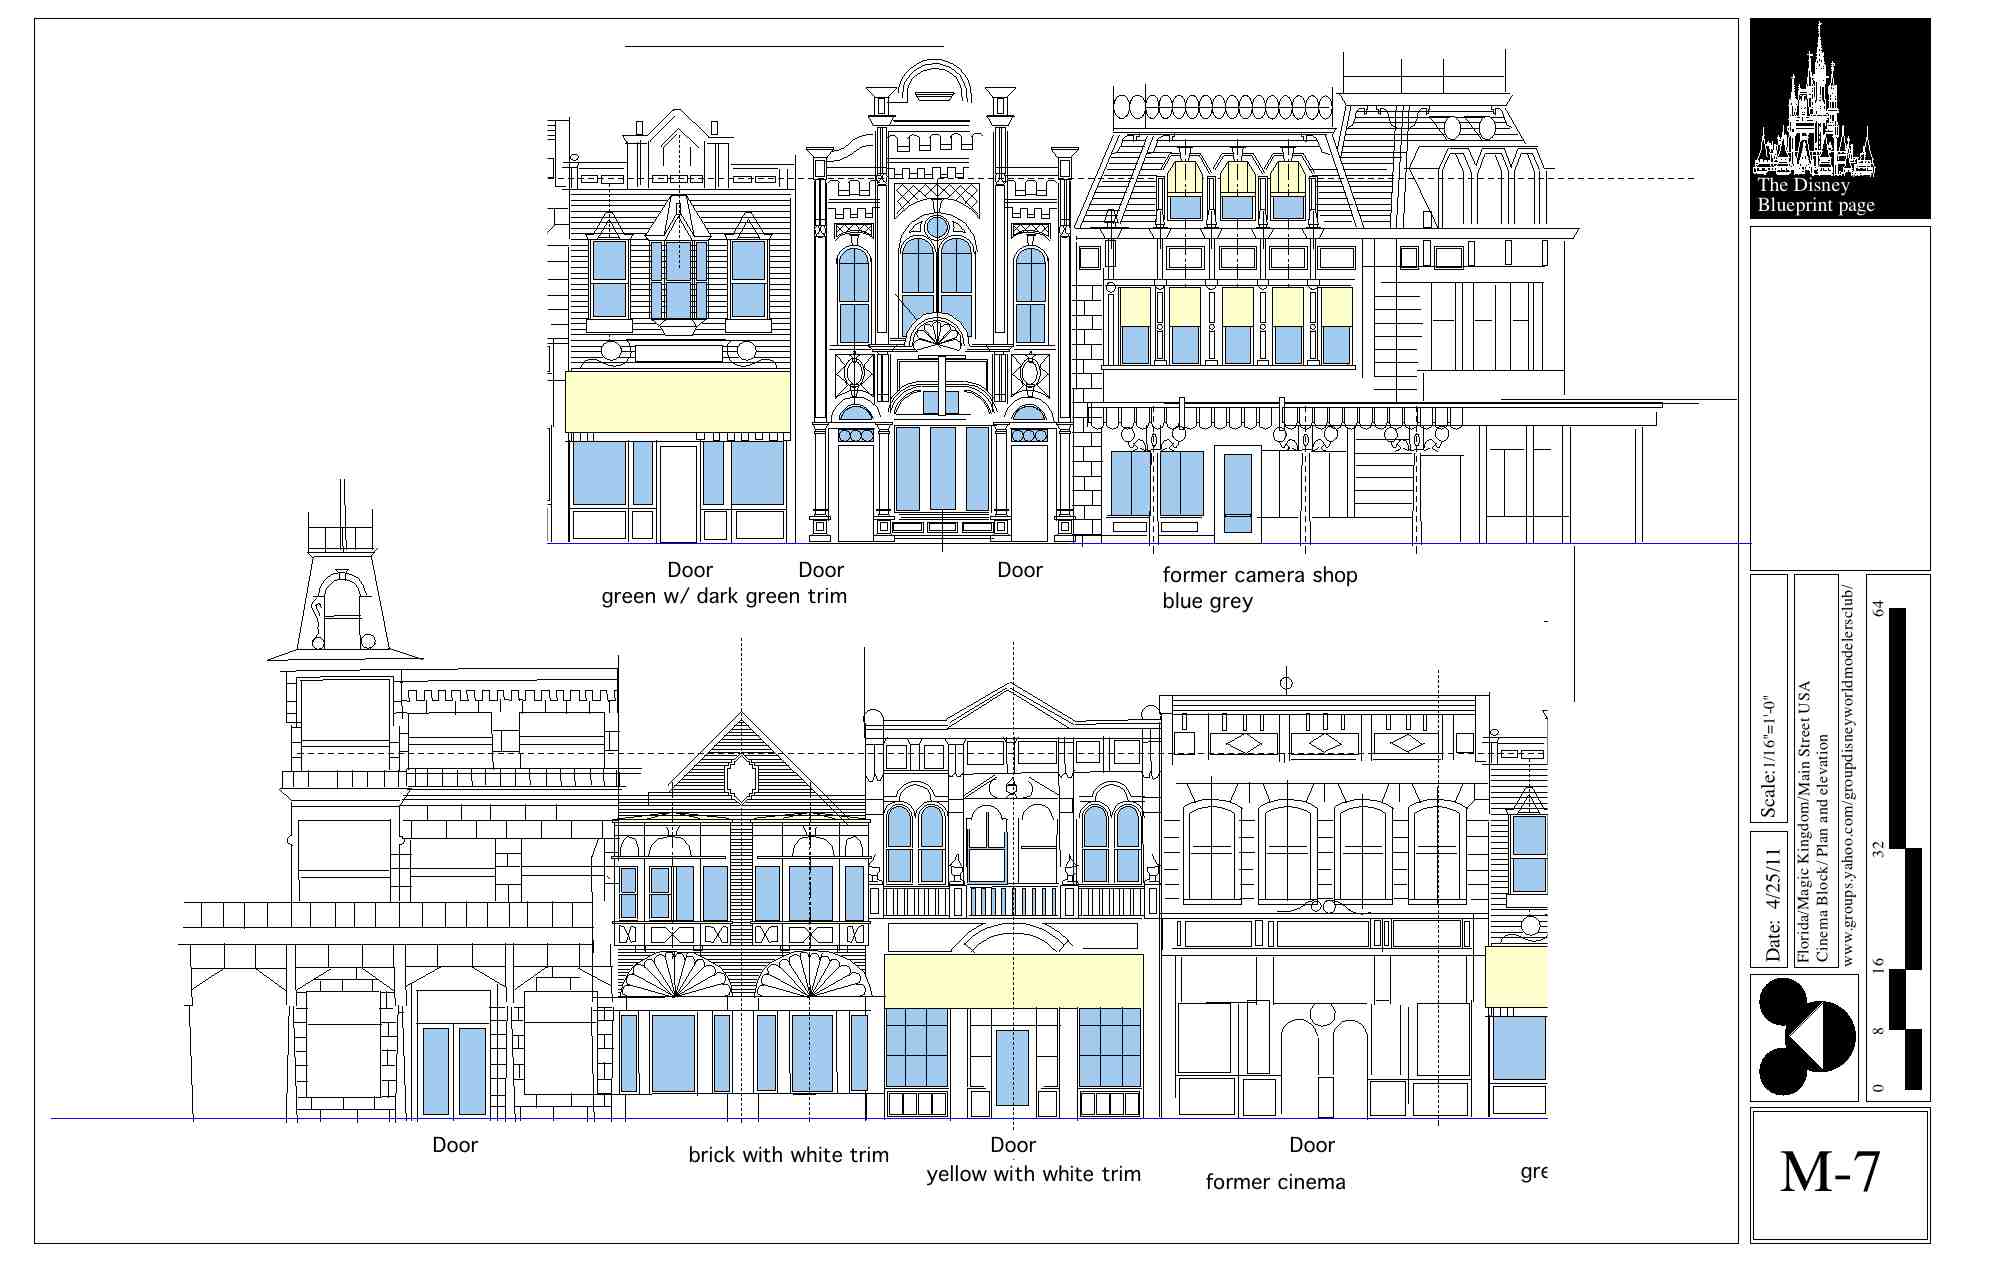 The Disney
Blueprint page
Door
Door
Door
green w/ dark green trim
former camera shop
blue grey
Door
brick with white trim
Door
yellow with white trim
Door
former cinema
gre
Scale:1/16"=1'-0"
Date: 4/25/11
Florida/Magic Kingdom/Main Street USA
Cinema Block/ Plan and elevation
www.groups.yahoo.com/groupdisneyworldmodelersclub/
64
32
16
8
0
M-7